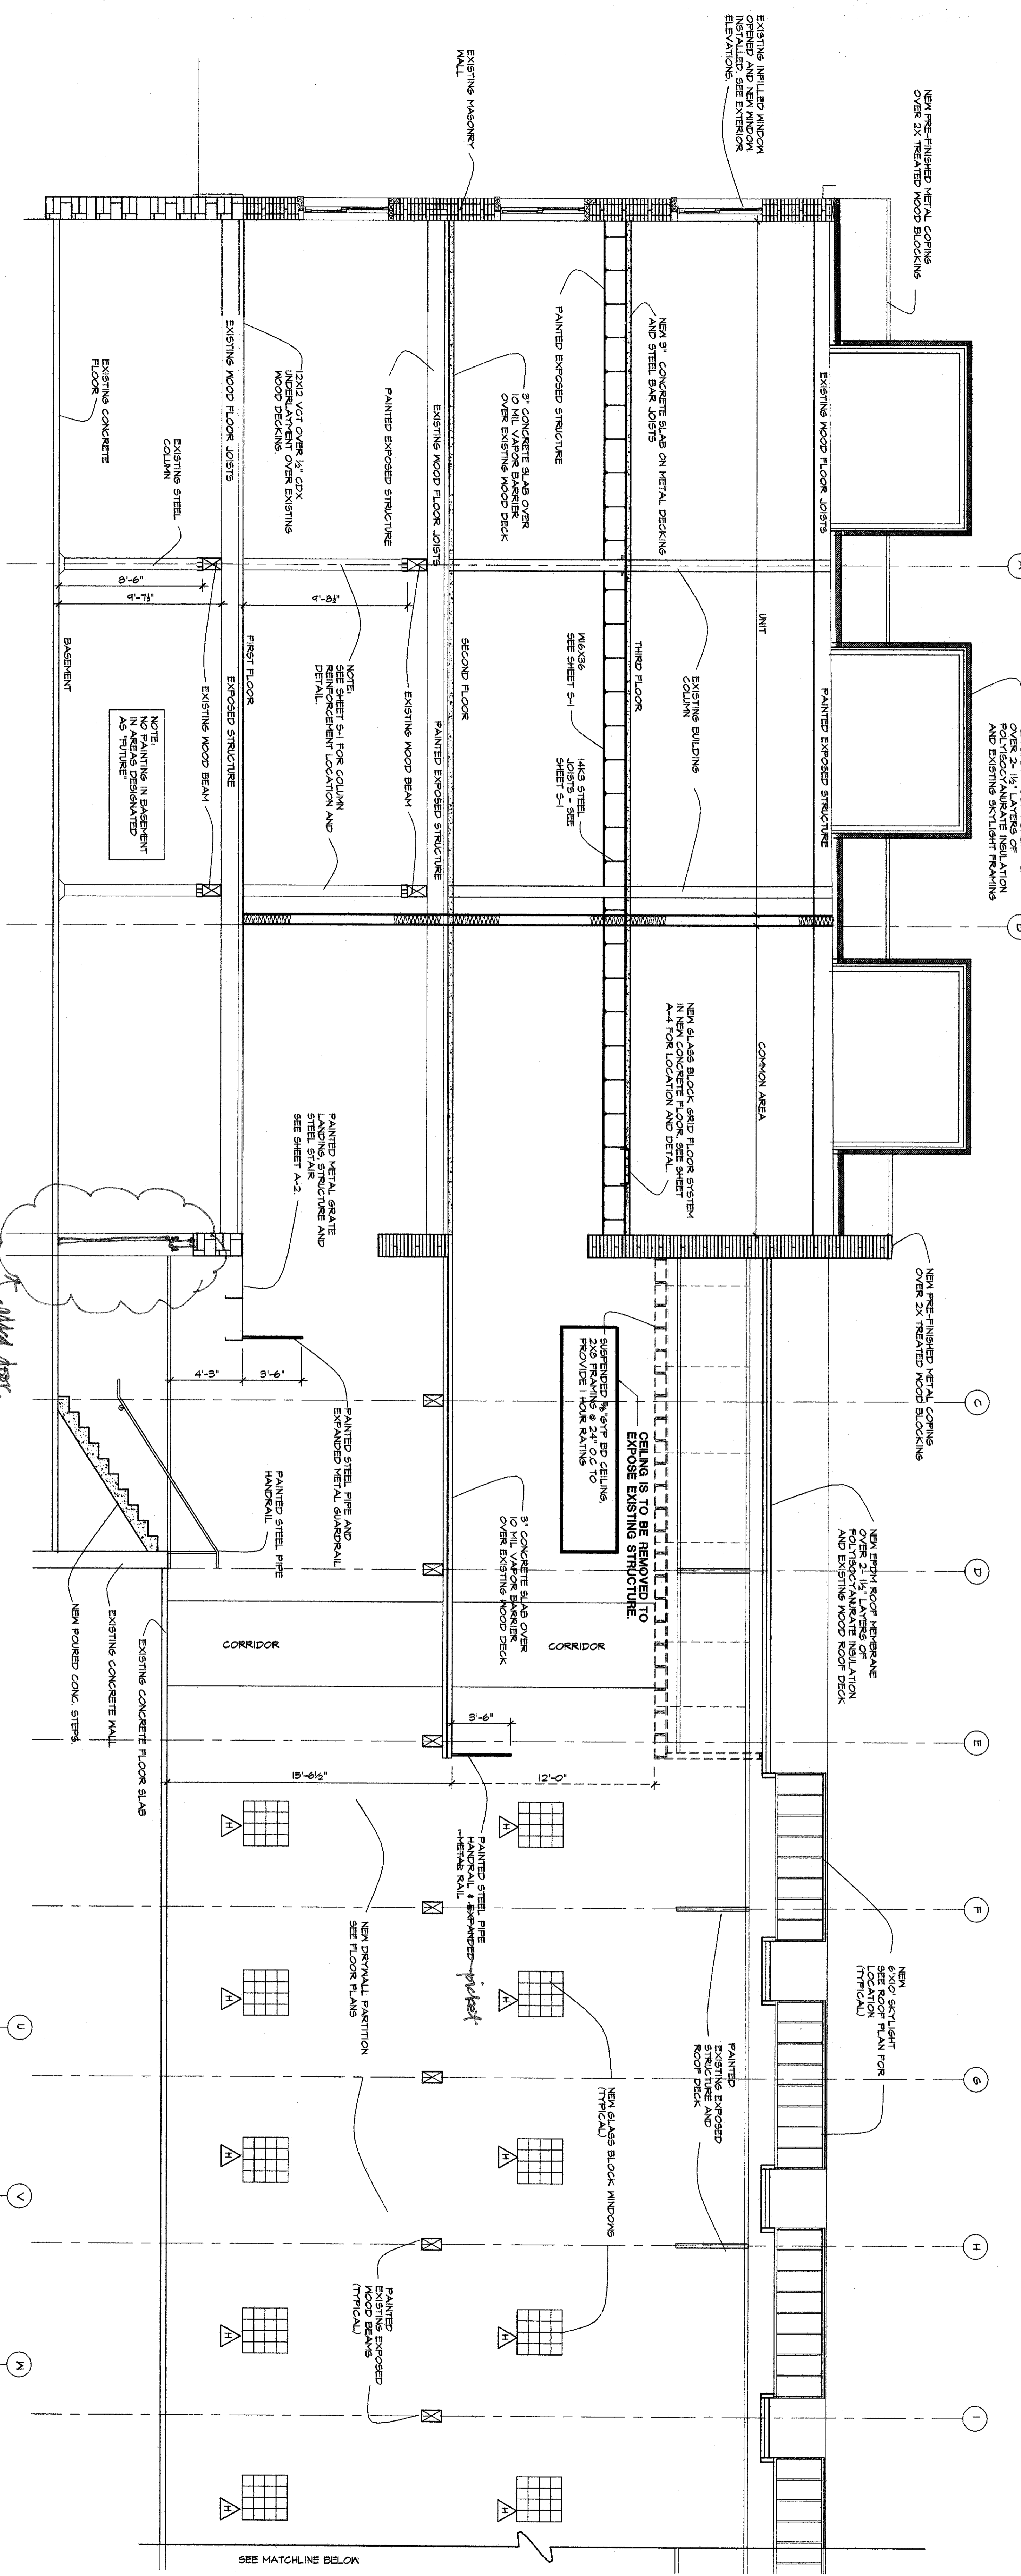 NEW PRE-FINISHED METAL COPING
OVER 2X TREATED WOOD BLOCKING
EXISTING INFILLED WINDOW
OPENED AND NEW WINDOW
INSTALLED. SEE EXTERIOR
ELEVATIONS.
EXISTING MASONRY
WALL
OVER 2- 1½" LAYERS OF
POLYISOCYANURATE INSULATION
AND EXISTING SKYLIGHT FRAMING
EXISTING WOOD FLOOR JOISTS
PAINTED EXPOSED STRUCTURE
UNIT
COMMON AREA
NEW 3" CONCRETE SLAB ON METAL DECKING
AND STEEL BAR JOISTS
THIRD FLOOR
EXISTING BUILDING
COLUMN
NEW GLASS BLOCK GRID FLOOR SYSTEM
IN NEW CONCRETE FLOOR. SEE SHEET
A-4 FOR LOCATION AND DETAL.
PAINTED EXPOSED STRUCTURE
W16X36
SEE SHEET S-1
14K3 STEEL
JOISTS - SEE
SHEET S-1
3" CONCRETE SLAB OVER
10 MIL VAPOR BARRIER
OVER EXISTING WOOD DECK
SECOND FLOOR
EXISTING WOOD FLOOR JOISTS
PAINTED EXPOSED STRUCTURE
PAINTED EXPOSED STRUCTURE
9'-8½"
EXISTING WOOD BEAM
NOTE:
SEE SHEET S-1 FOR COLUMN
REINFORCEMENT LOCATION AND
DETAIL.
12X12 VCT OVER ½" CDX
UNDERLAYMENT OVER EXISTING
WOOD DECKING.
FIRST FLOOR
EXISTING WOOD FLOOR JOISTS
EXPOSED STRUCTURE
EXISTING WOOD BEAM
EXISTING STEEL
COLUMN
8'-6"
9'-7½"
EXISTING CONCRETE
FLOOR
BASEMENT
NOTE:
NO PAINTING IN BASEMENT
IN AREAS DESIGNATED
AS "FUTURE"
PAINTED METAL GRATE
LANDING, STRUCTURE AND
STEEL STAIR
SEE SHEET A-2.
added door.
NEW PRE-FINISHED METAL COPING
OVER 2X TREATED WOOD BLOCKING
C
D
E
F
G
H
I
NEW EPDM ROOF MEMBRANE
OVER 2- 1½" LAYERS OF
POLYISOCYANURATE INSULATION
AND EXISTING WOOD ROOF DECK
CEILING IS TO BE REMOVED TO
EXPOSE EXISTING STRUCTURE.
SUSPENDED ⅝" GYP BD CEILING,
2X8 FRAMING @ 24" O.C TO
PROVIDE 1 HOUR RATING
3" CONCRETE SLAB OVER
10 MIL VAPOR BARRIER
OVER EXISTING WOOD DECK
CORRIDOR
CORRIDOR
3'-6"
4'-3"
3'-6"
15'-6½"
12'-0"
PAINTED STEEL PIPE AND
EXPANDED METAL GUARDRAIL
PAINTED STEEL PIPE
HANDRAIL
EXISTING CONCRETE FLOOR SLAB
EXISTING CONCRETE WALL
NEW POURED CONC. STEPS.
PAINTED STEEL PIPE
HANDRAIL & EXPANDED picket
METAL RAIL
NEW
6'X10' SKYLIGHT
SEE ROOF PLAN FOR
LOCATION
(TYPICAL)
PAINTED
EXISTING EXPOSED
STRUCTURE AND
ROOF DECK
NEW GLASS BLOCK WINDOWS
(TYPICAL)
NEW DRYWALL PARTITION
SEE FLOOR PLANS
PAINTED
EXISTING EXPOSED
WOOD BEAMS
(TYPICAL)
H
H
H
H
H
H
H
H
H
H
U
V
W
SEE MATCHLINE BELOW